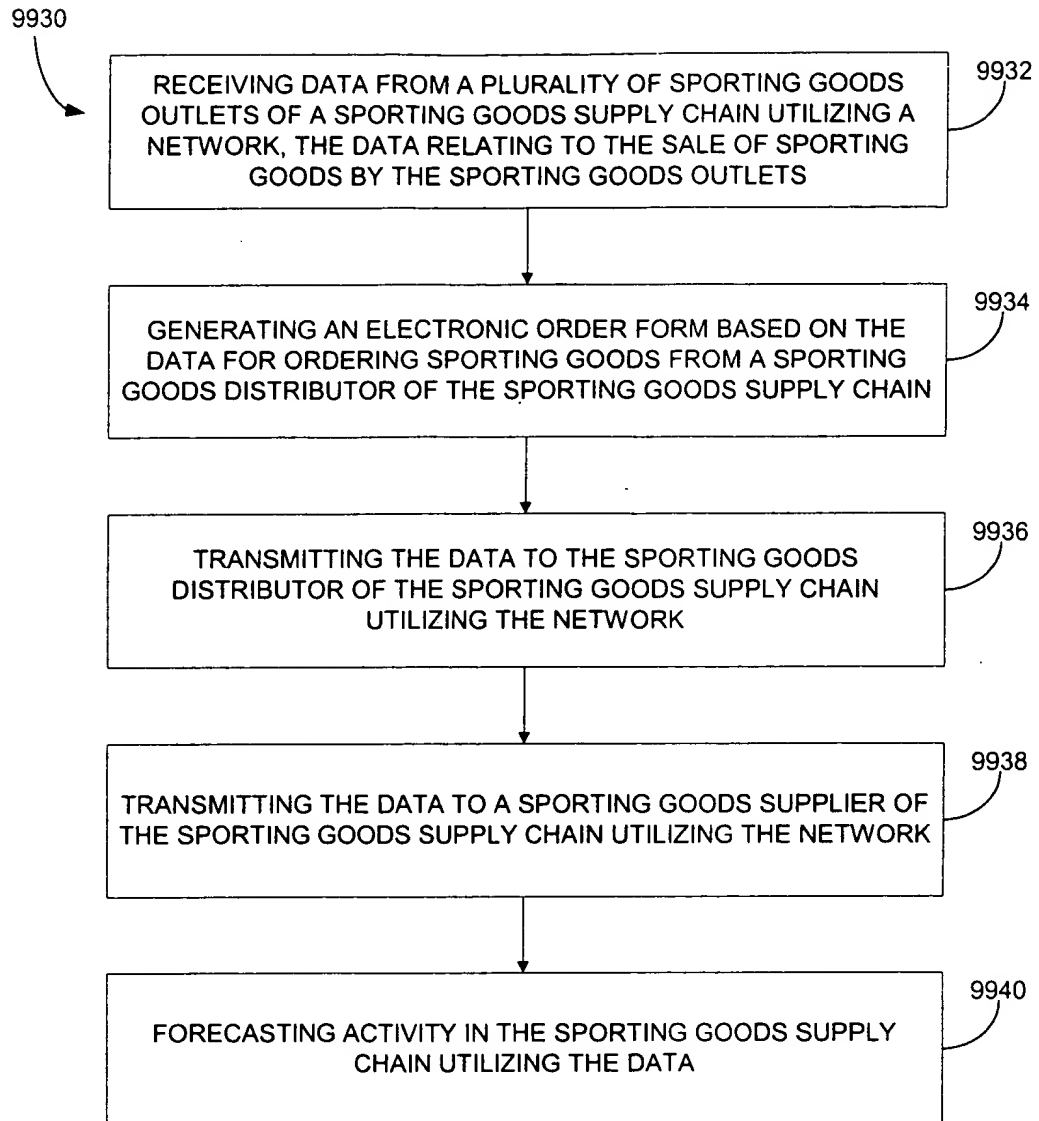 9930
RECEIVING DATA FROM A PLURALITY OF SPORTING GOODS
OUTLETS OF A SPORTING GOODS SUPPLY CHAIN UTILIZING A
NETWORK, THE DATA RELATING TO THE SALE OF SPORTING
GOODS BY THE SPORTING GOODS OUTLETS
9932
GENERATING AN ELECTRONIC ORDER FORM BASED ON THE
DATA FOR ORDERING SPORTING GOODS FROM A SPORTING
GOODS DISTRIBUTOR OF THE SPORTING GOODS SUPPLY CHAIN
9934
TRANSMITTING THE DATA TO THE SPORTING GOODS
DISTRIBUTOR OF THE SPORTING GOODS SUPPLY CHAIN
UTILIZING THE NETWORK
9936
TRANSMITTING THE DATA TO A SPORTING GOODS SUPPLIER OF
THE SPORTING GOODS SUPPLY CHAIN UTILIZING THE NETWORK
9938
FORECASTING ACTIVITY IN THE SPORTING GOODS SUPPLY
CHAIN UTILIZING THE DATA
9940